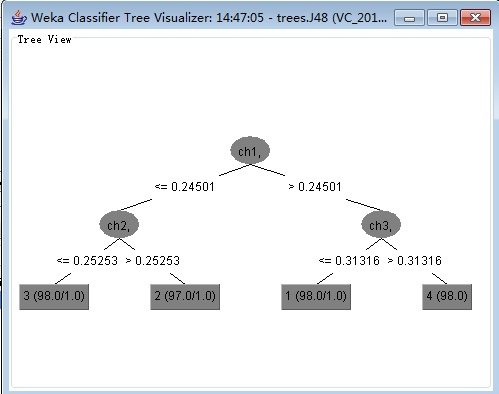 Weka Classifier Tree Visualizer: 14:47:05 - trees.J48 (VC_201...
Tree View
ch1,
<= 0.24501 > 0.24501
ch2, ch3,
<= 0.25253 > 0.25253 <= 0.31316 > 0.31316
3 (98.0/1.0) 2 (97.0/1.0) 1 (98.0/1.0) 4 (98.0)